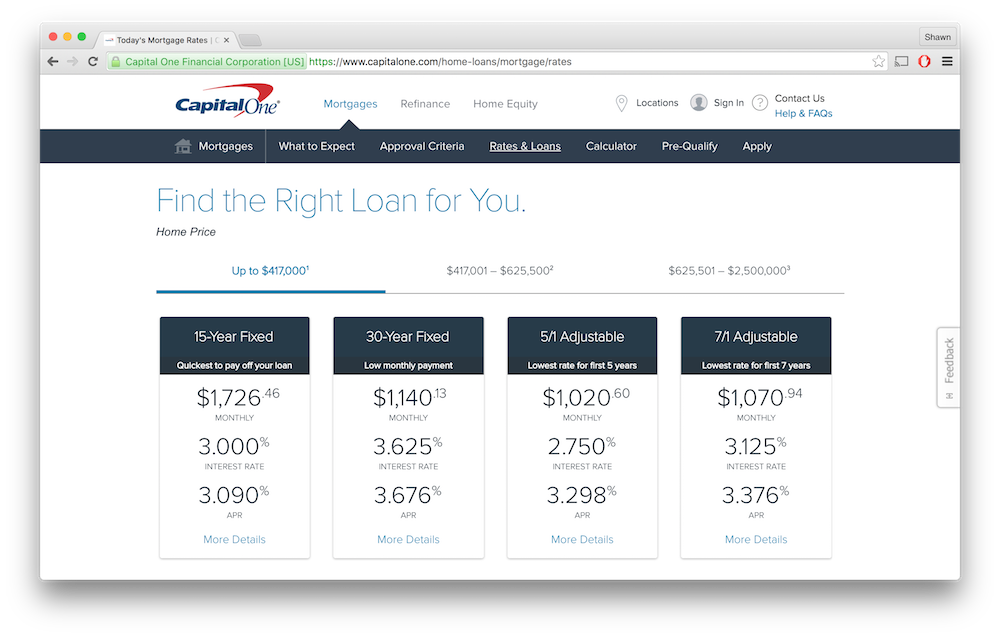 Today's Mortgage Rates | C
Shawn
Capital One Financial Corporation [US] https://www.capitalone.com/home-loans/mortgage/rates
Capital One Mortgages Refinance Home Equity Locations Sign In Contact Us
Help & FAQs
Mortgages What to Expect Approval Criteria Rates & Loans Calculator Pre-Qualify Apply
Find the Right Loan for You.
Home Price
Up to $417,000¹ $417,001 – $625,500² $625,501 – $2,500,000³
15-Year Fixed
Quickest to pay off your loan
$1,726.46
MONTHLY
3.000%
INTEREST RATE
3.090%
APR
More Details
30-Year Fixed
Low monthly payment
$1,140.13
MONTHLY
3.625%
INTEREST RATE
3.676%
APR
More Details
5/1 Adjustable
Lowest rate for first 5 years
$1,020.60
MONTHLY
2.750%
INTEREST RATE
3.298%
APR
More Details
7/1 Adjustable
Lowest rate for first 7 years
$1,070.94
MONTHLY
3.125%
INTEREST RATE
3.376%
APR
More Details
Feedback